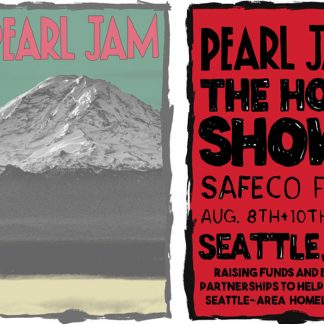 PEARL JAM
PEARL JA
THE HO
SHOW
SAFECO F
AUG. 8TH+10TH
SEATTLE,
RAISING FUNDS AND
PARTNERSHIPS TO HELP
SEATTLE~AREA HOMEL